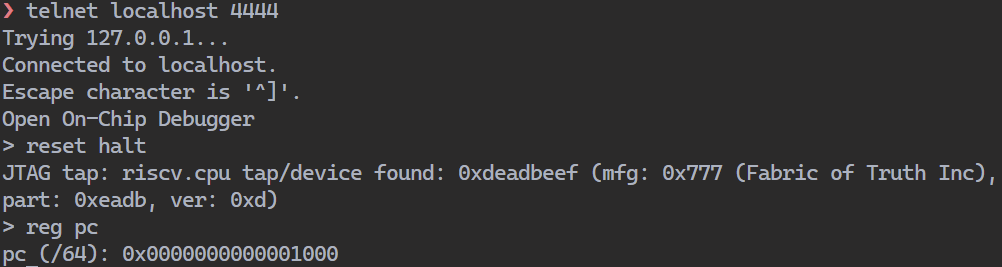 ❯ telnet localhost 4444
Trying 127.0.0.1...
Connected to localhost.
Escape character is '^]'.
Open On-Chip Debugger
> reset halt
JTAG tap: riscv.cpu tap/device found: 0xdeadbeef (mfg: 0x777 (Fabric of Truth Inc),
part: 0xeadb, ver: 0xd)
> reg pc
pc (/64): 0x0000000000001000